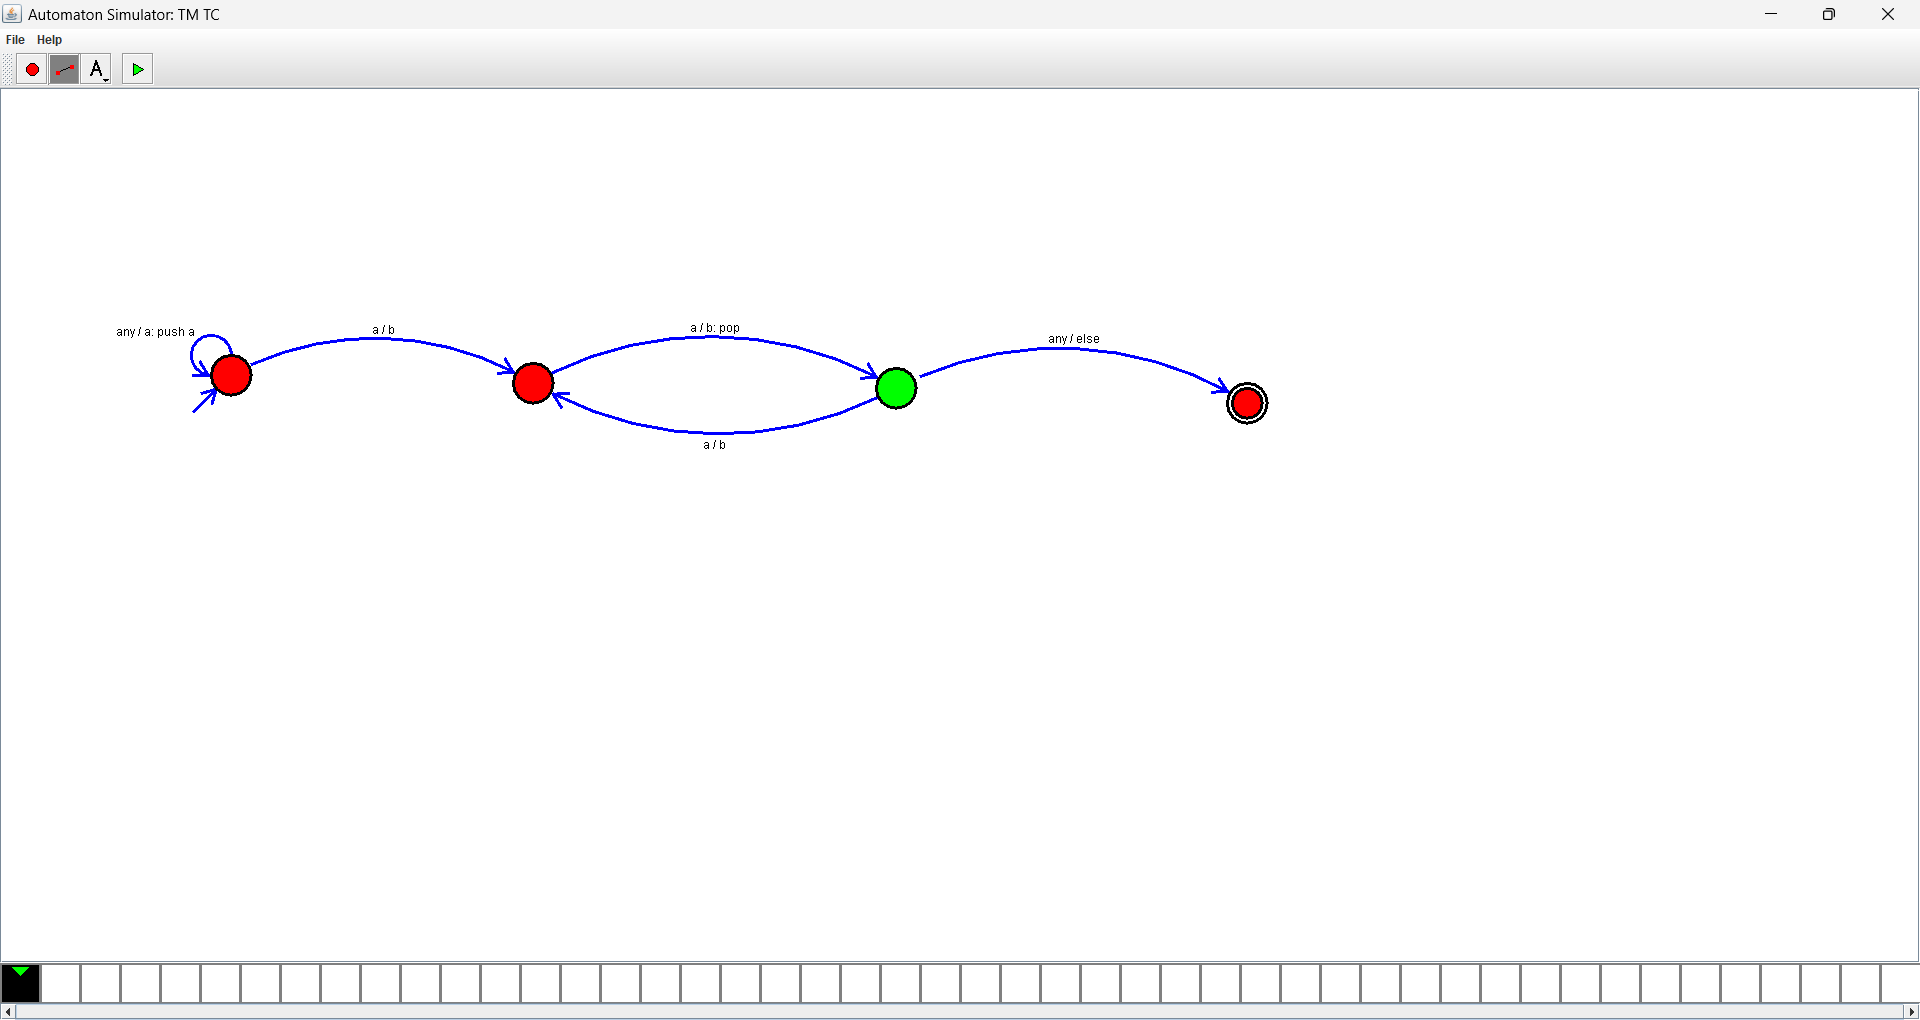 Automaton Simulator: TM TC
File Help
A
any / a: push a
a / b
a / b: pop
any / else
a / b